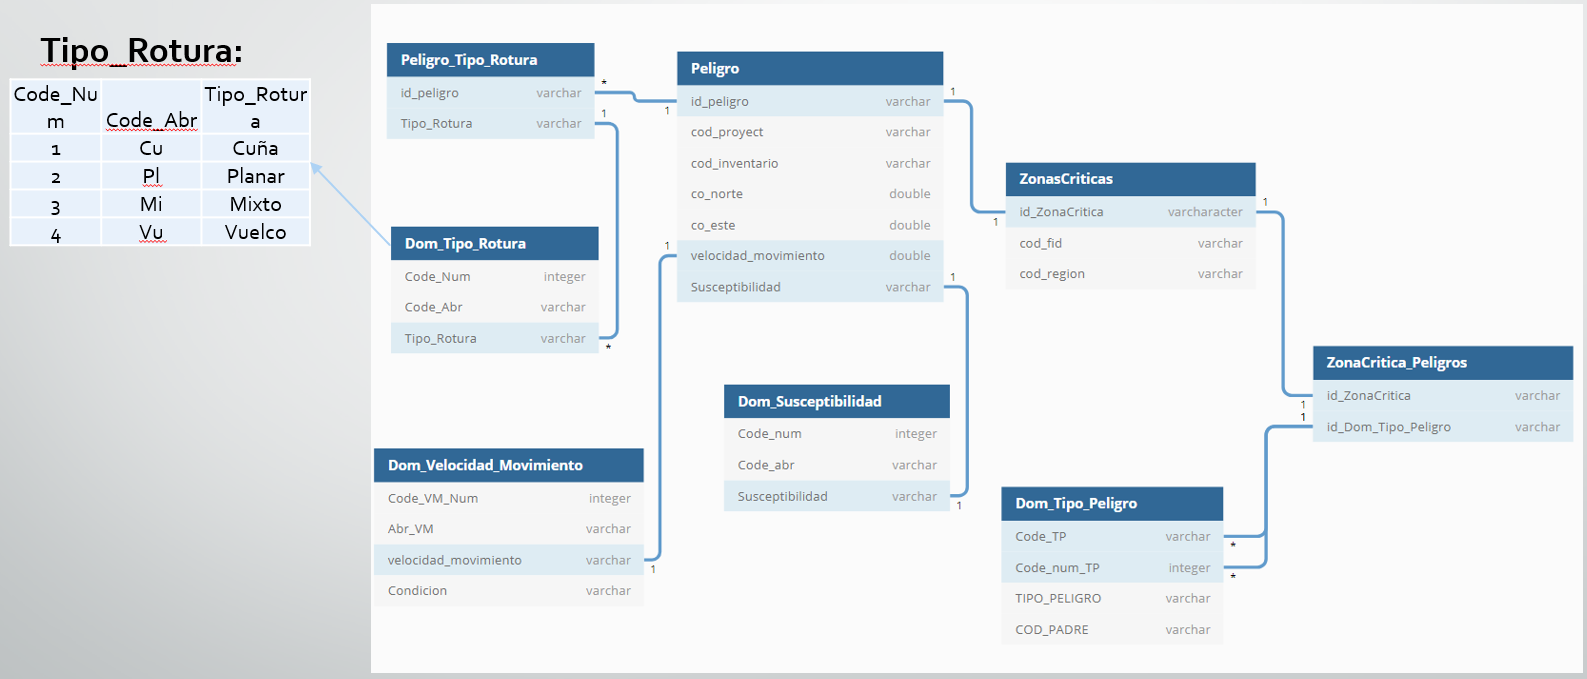 Tipo_Rotura:
Code_Nu
m
Code_Abr
Tipo_Rotur
a
1 Cu Cuña
2 Pl Planar
3 Mi Mixto
4 Vu Vuelco
Peligro_Tipo_Rotura
id_peligro varchar
Tipo_Rotura varchar
*
1
1
Dom_Tipo_Rotura
Code_Num integer
Code_Abr varchar
Tipo_Rotura varchar
*
Peligro
id_peligro varchar
cod_proyect varchar
cod_inventario varchar
co_norte double
co_este double
velocidad_movimiento double
Susceptibilidad varchar
1
1
1
1
ZonasCriticas
id_ZonaCritica varcharacter
cod_fid varchar
cod_region varchar
1
Dom_Susceptibilidad
Code_num integer
Code_abr varchar
Susceptibilidad varchar
1
Dom_Velocidad_Movimiento
Code_VM_Num integer
Abr_VM varchar
velocidad_movimiento varchar
Condicion varchar
1
ZonaCritica_Peligros
id_ZonaCritica varchar
id_Dom_Tipo_Peligro varchar
1
1
Dom_Tipo_Peligro
Code_TP varchar
Code_num_TP integer
TIPO_PELIGRO varchar
COD_PADRE varchar
*
*